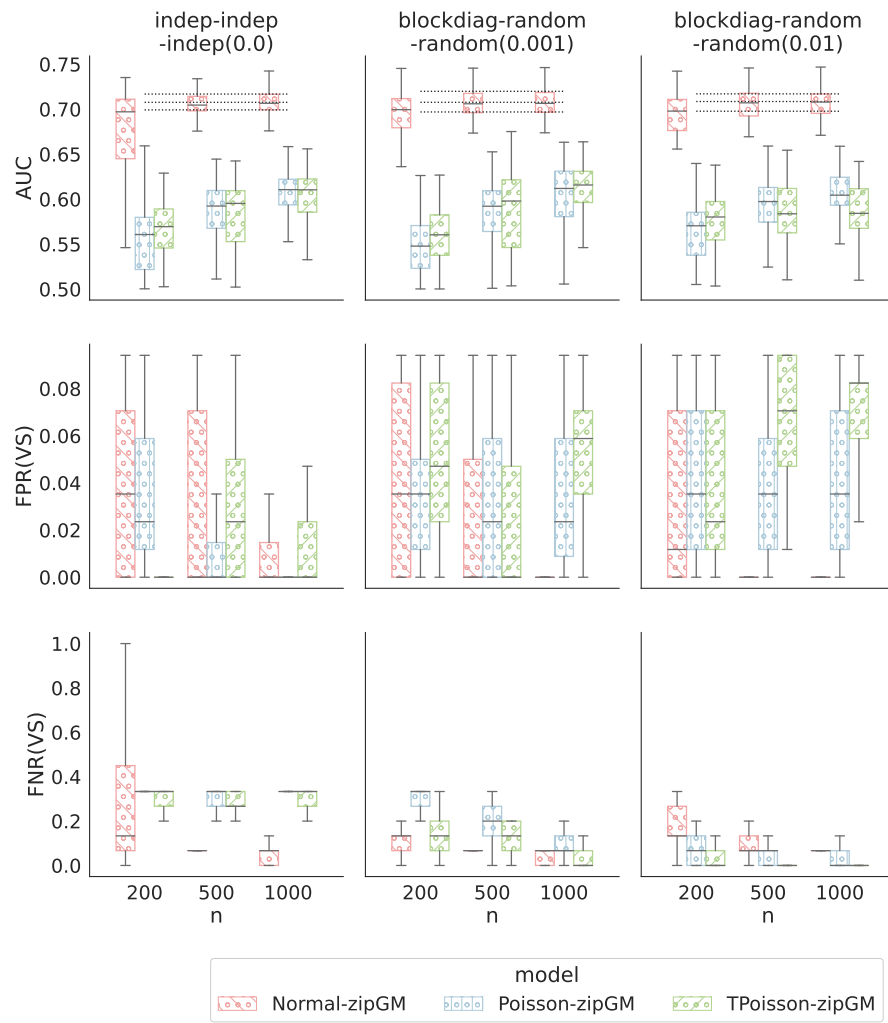 indep-indep
-indep(0.0)
blockdiag-random
-random(0.001)
blockdiag-random
-random(0.01)
0.75
0.70
0.65
0.60
0.55
0.50
AUC
0.08
0.06
0.04
0.02
0.00
FPR(VS)
1.0
0.8
0.6
0.4
0.2
0.0
FNR(VS)
200 500 1000
n
200 500 1000
n
200 500 1000
n
model
Normal-zipGM Poisson-zipGM TPoisson-zipGM